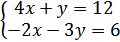 4x + y = 12
−2x − 3y = 6